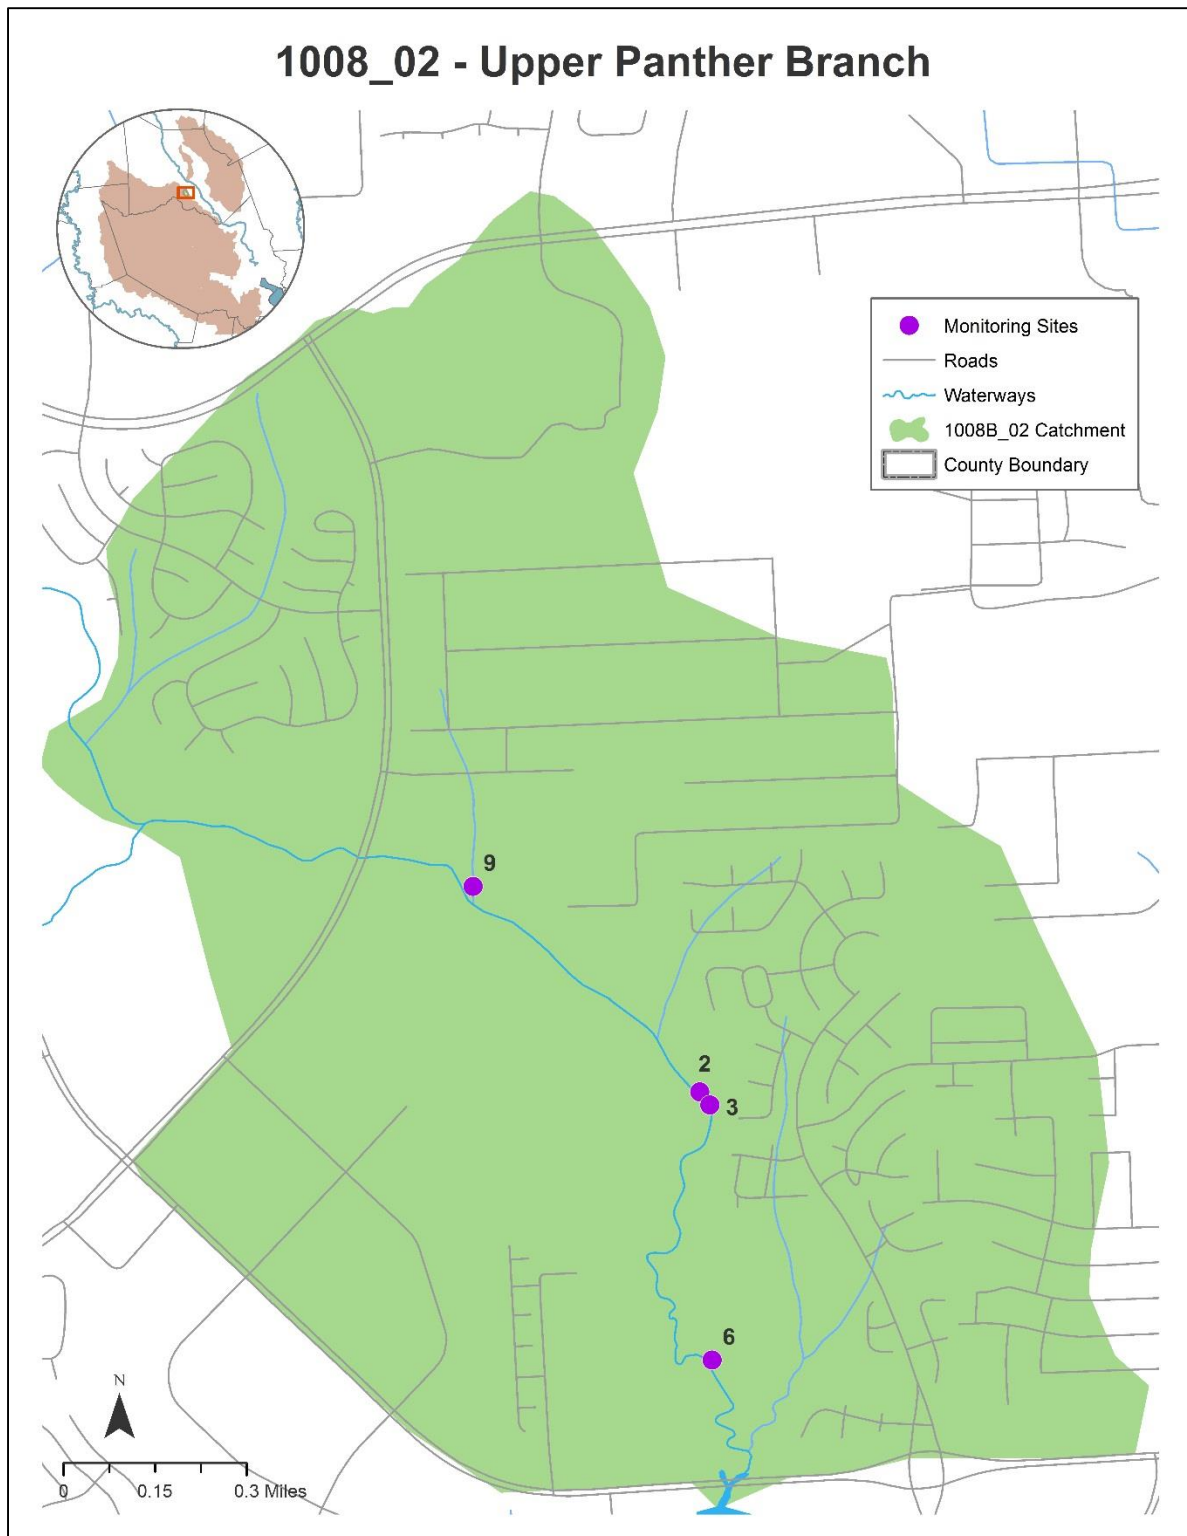 1008_02 - Upper Panther Branch
Monitoring Sites
Roads
Waterways
1008B_02 Catchment
County Boundary
9
2
3
6
N
0 0.15 0.3 Miles